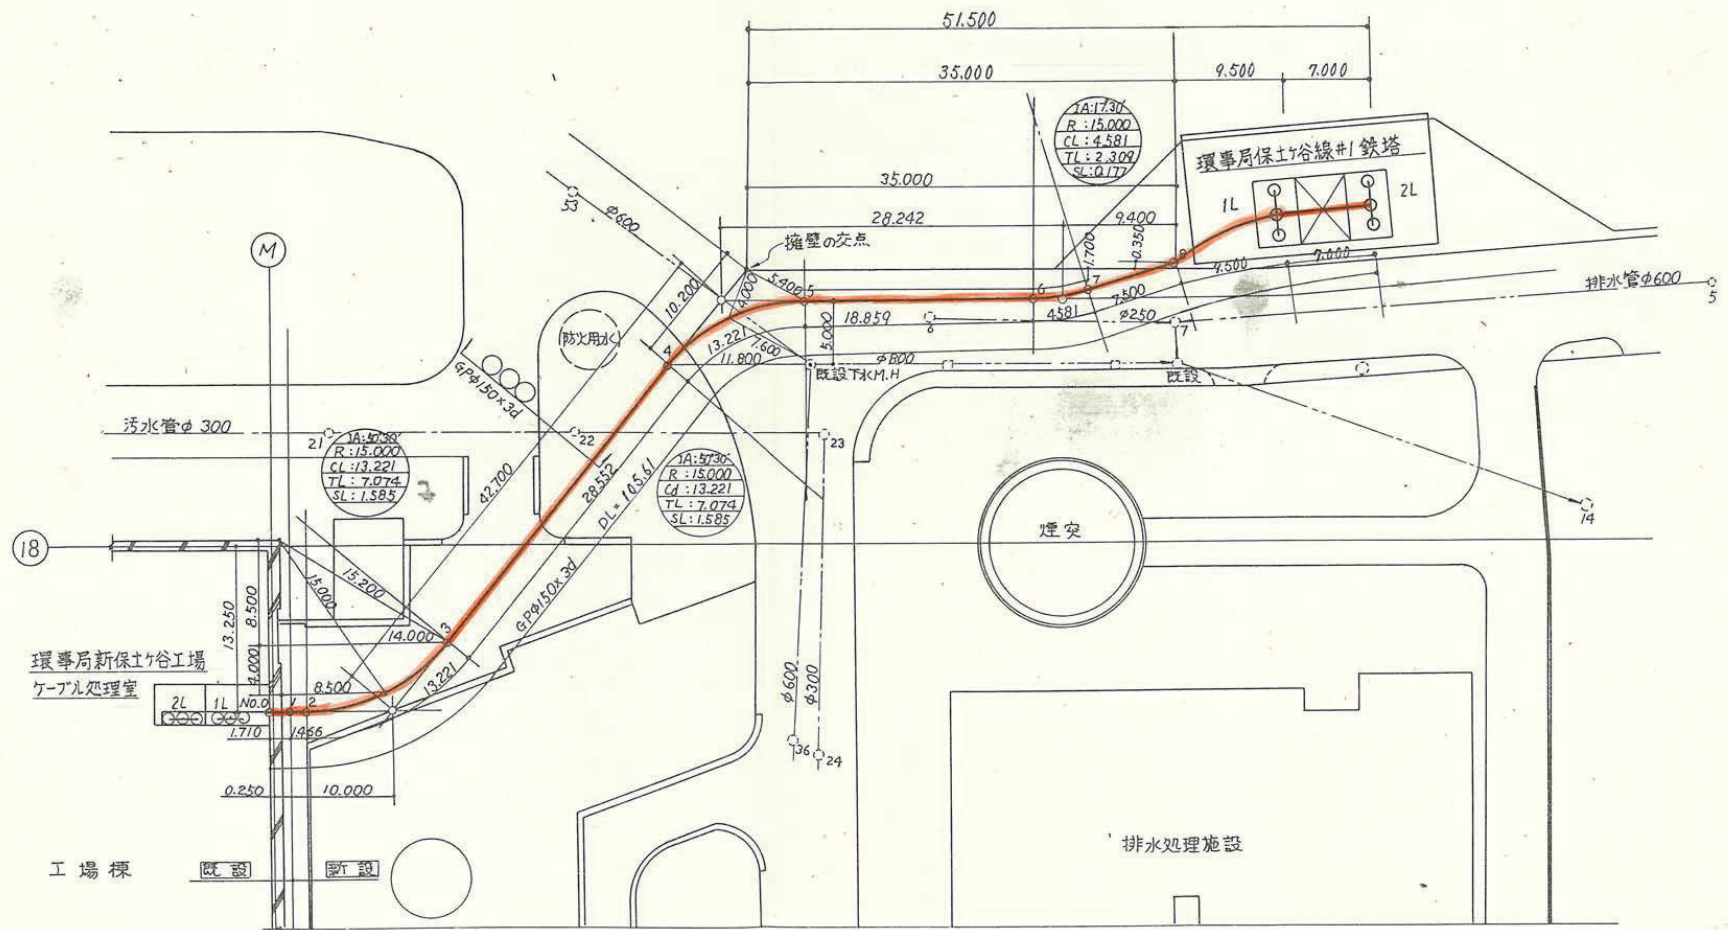 51.500
35.000
9.500
7.000
IA:17.30'
R:15.000
CL:4.581
TL:2.309
SL:0.177
環事局保土ケ谷線#1鉄塔
1L
2L
35.000
28.242
9.400
53
φ600
擁壁の交点
M
10.200
4.000
5.400
5
6
1.700
7
0.350
8
7.500
7.000
7.500
4.581
排水管φ600
5
防火用水
4
13.221
7.600
11.800
18.859
5.000
8
φ250
7
φ800
既設下水M.H
既設
GPφ150×3d
汚水管φ300
21
22
23
IA:50.30'
R:15.000
CL:13.221
TL:7.074
SL:1.585
IA:50.30'
R:15.000
Cd:13.221
TL:7.074
SL:1.585
42.700
28.552
DL=105.61
GPφ150×3d
14
煙突
18
15.200
15.000
13.250
8.500
4.000
14.000
3
13.221
8.500
環事局新保土ケ谷工場
ケーブル処理室
2L
1L
No.0
1
2
1.710
1.466
0.250
10.000
φ600
φ300
36
24
工場棟
既設
新設
排水処理施設